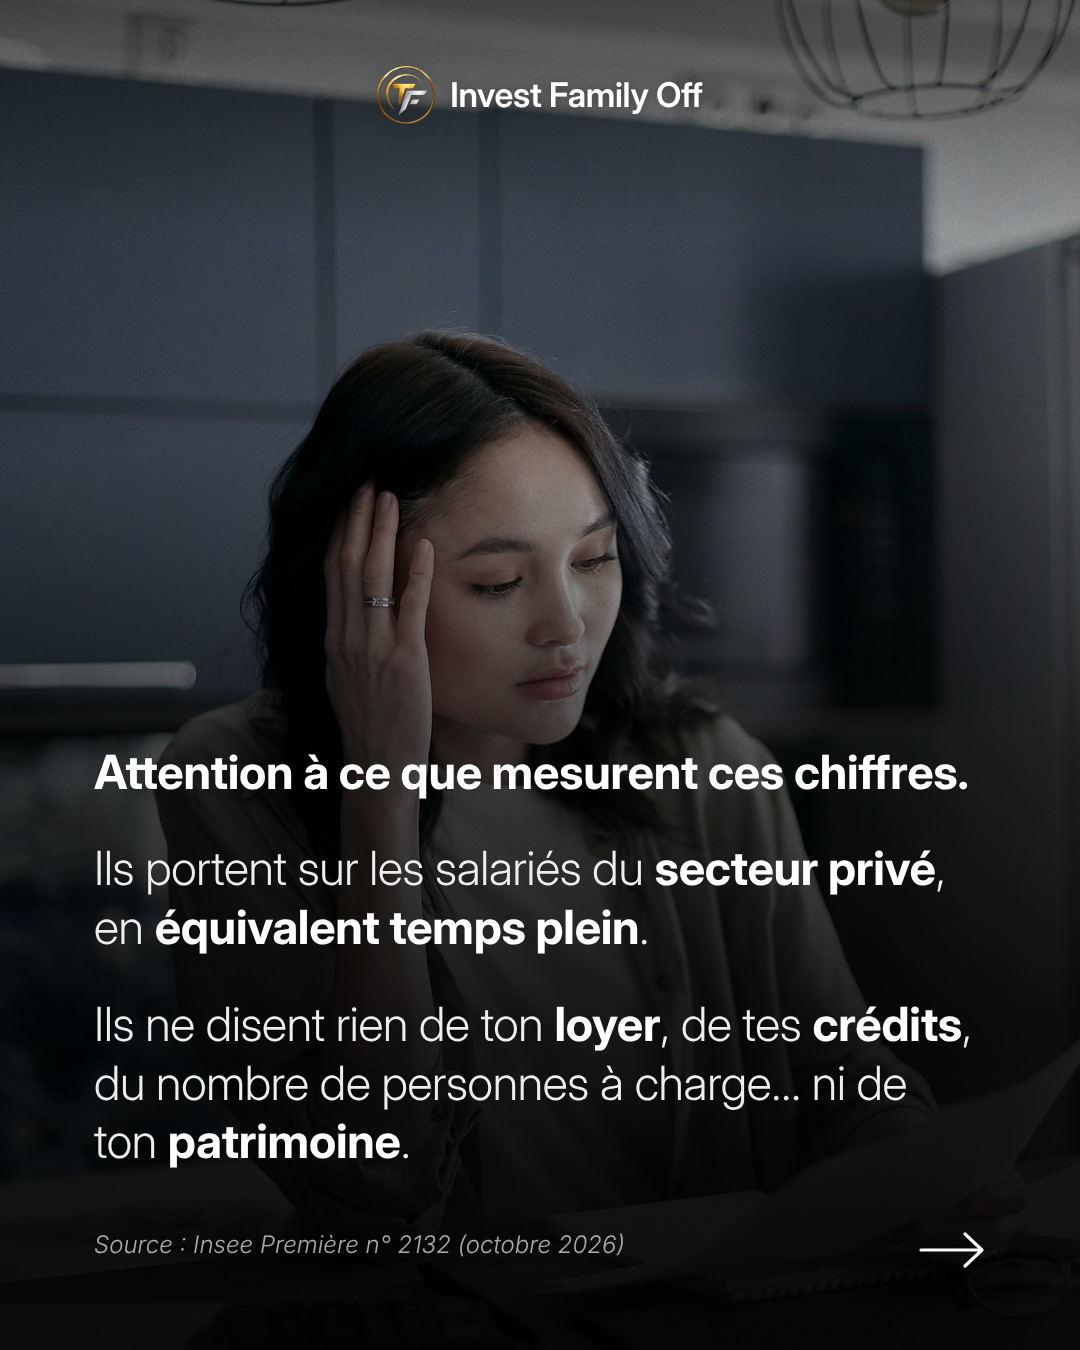 Invest Family Off
Attention à ce que mesurent ces chiffres.
Ils portent sur les salariés du secteur privé,
en équivalent temps plein.
Ils ne disent rien de ton loyer, de tes crédits,
du nombre de personnes à charge... ni de
ton patrimoine.
Source : Insee Première n° 2132 (octobre 2026)